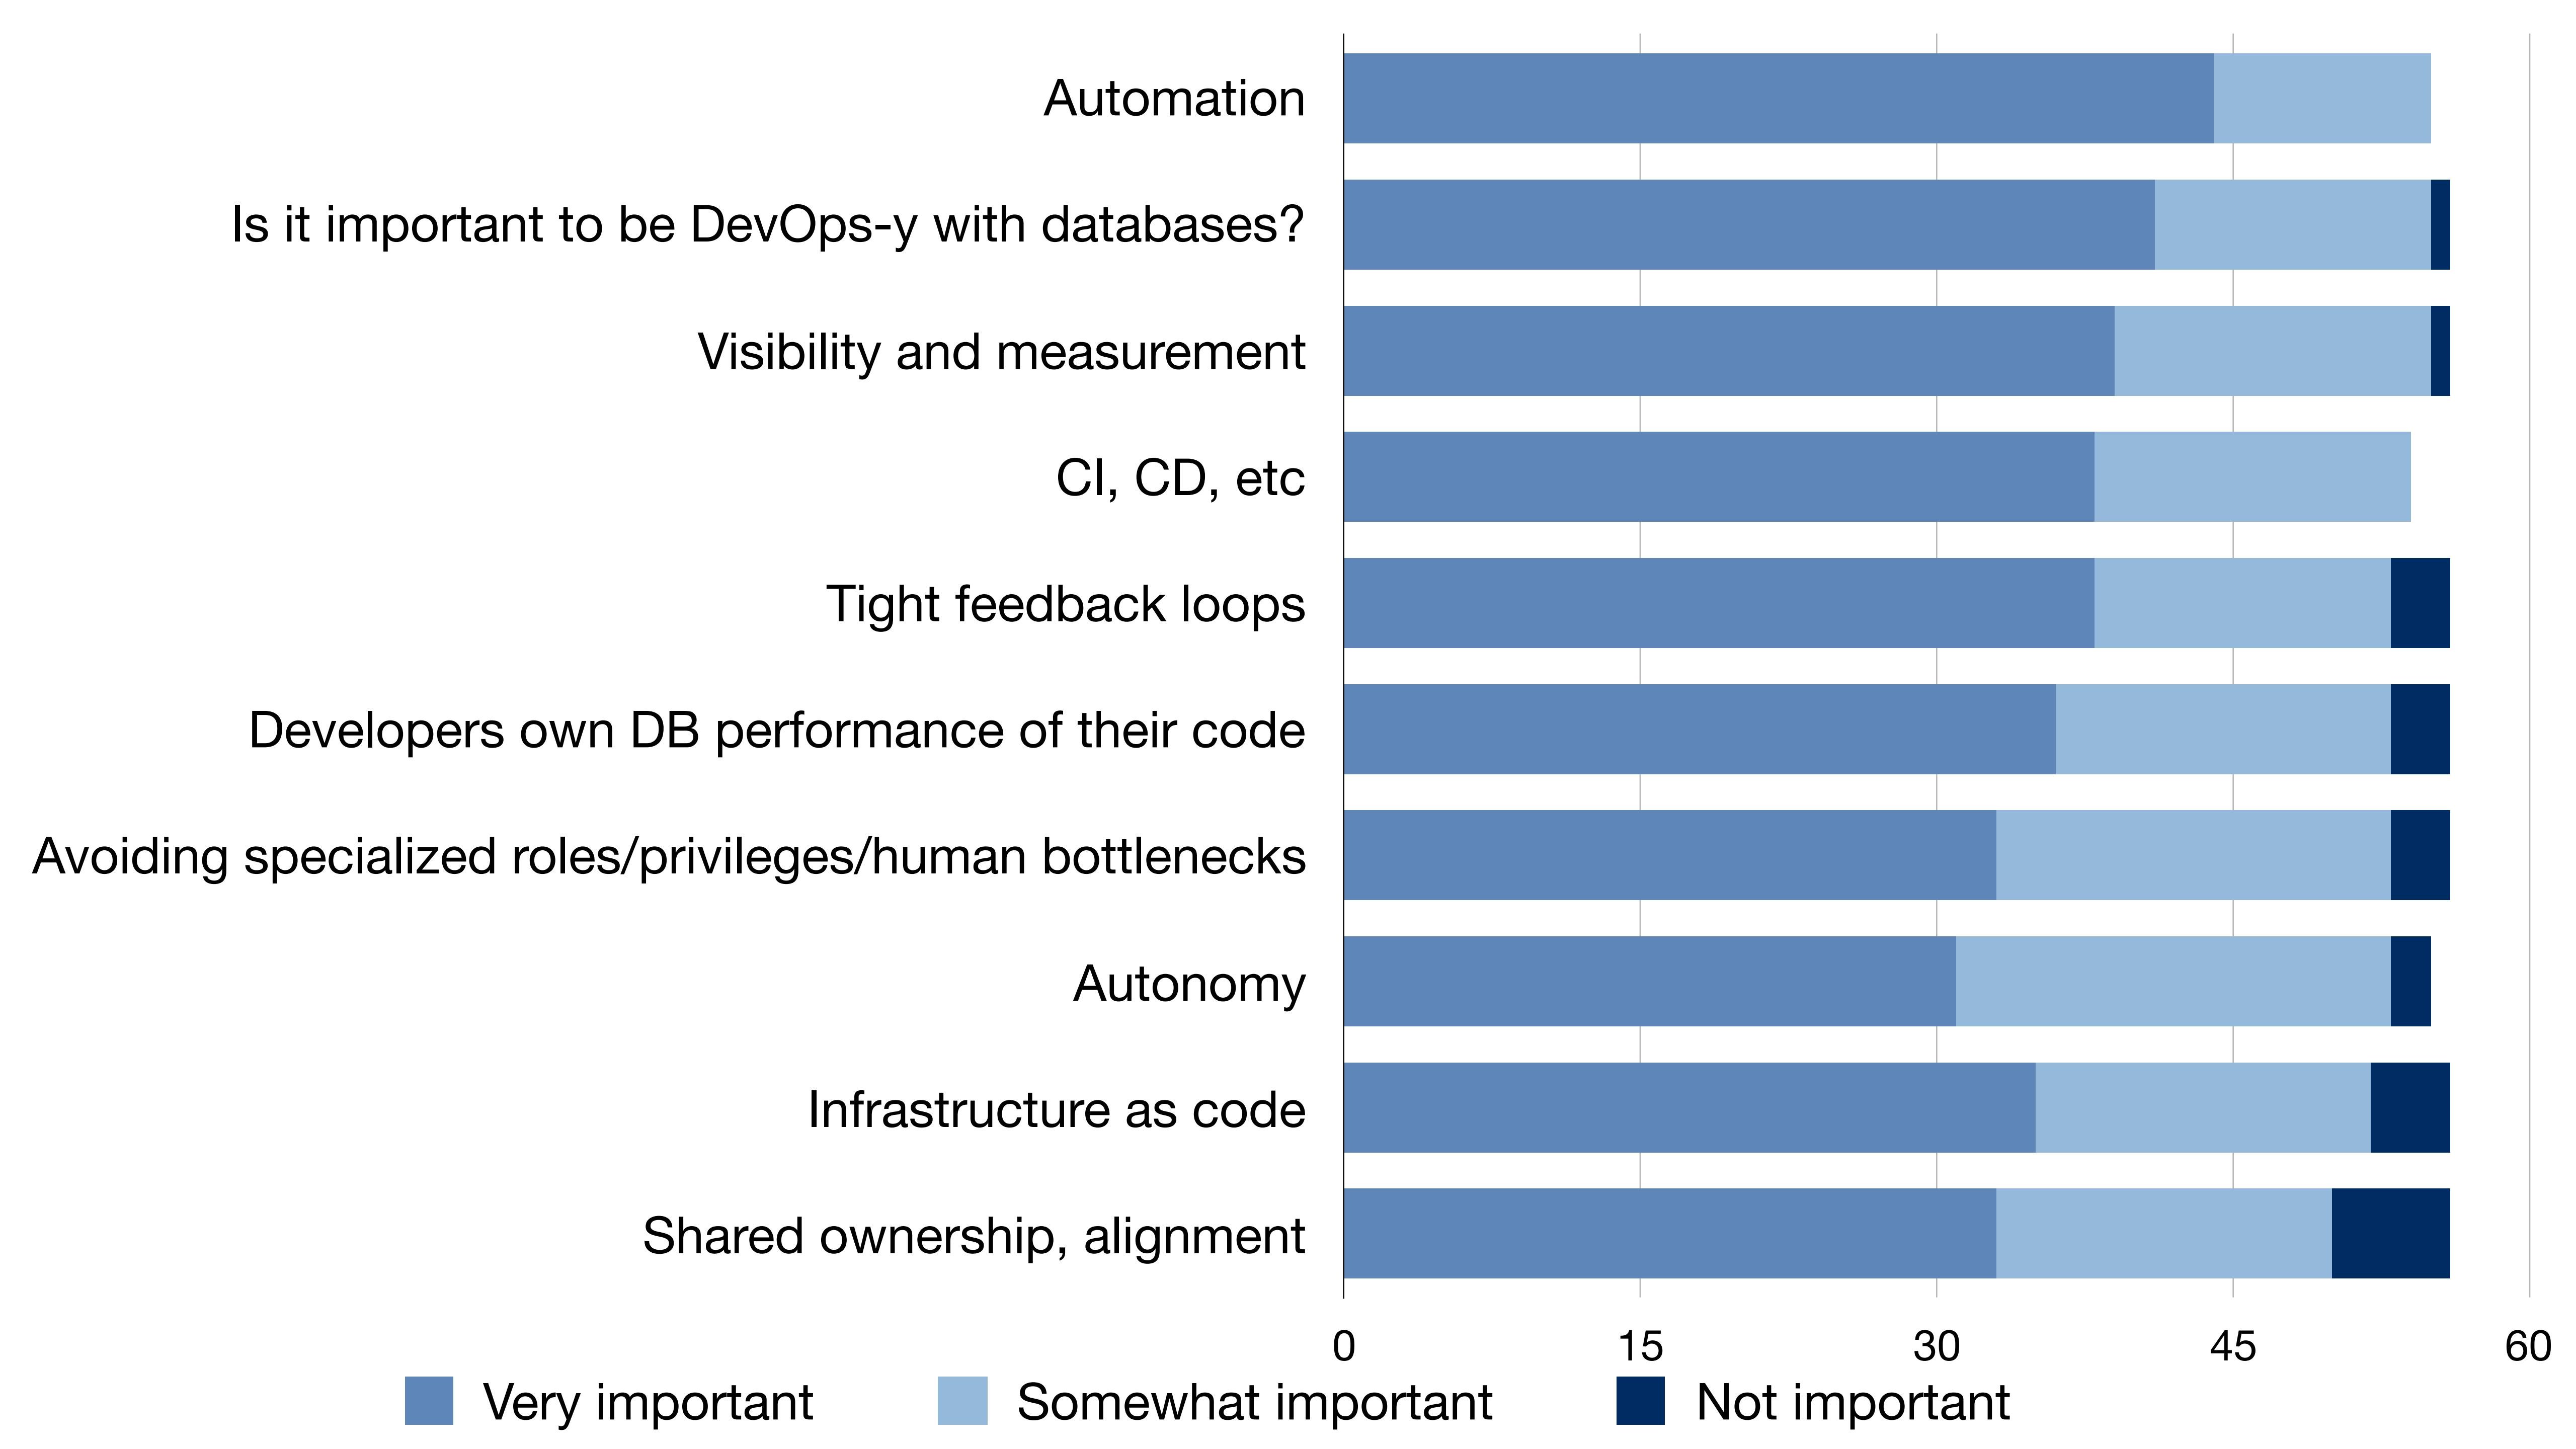 Automation
Is it important to be DevOps-y with databases?
Visibility and measurement
CI, CD, etc
Tight feedback loops
Developers own DB performance of their code
Avoiding specialized roles/privileges/human bottlenecks
Autonomy
Infrastructure as code
Shared ownership, alignment
0 15 30 45 60
Very important Somewhat important Not important